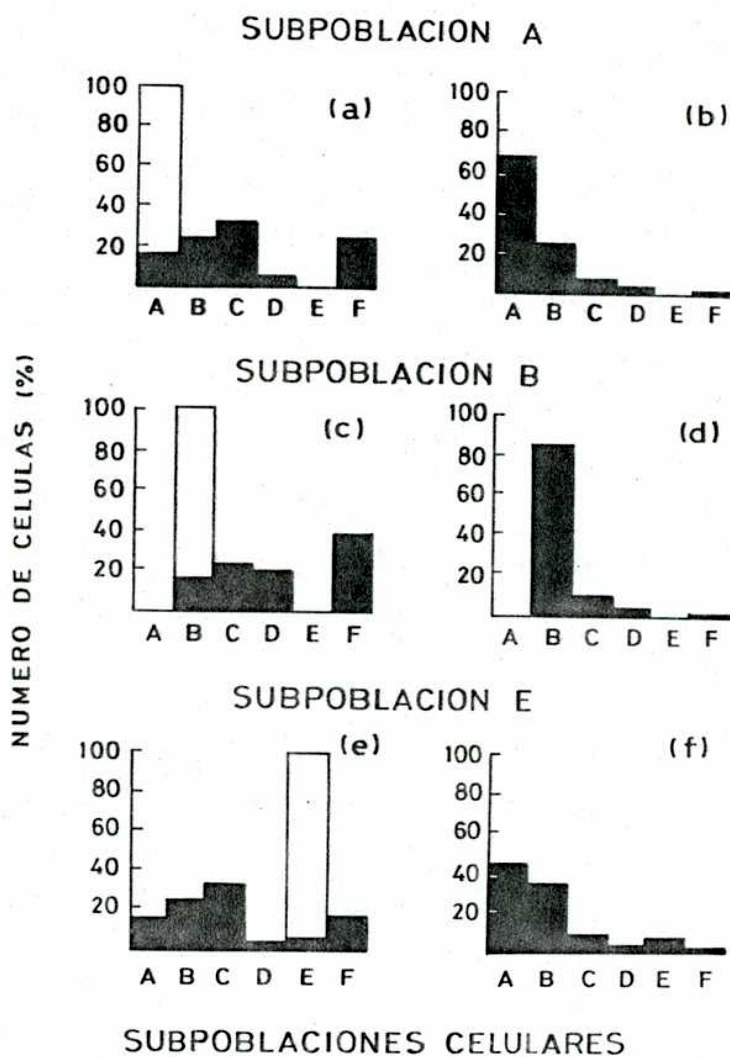 SUBPOBLACION A
100
80
60
40
20
(a)
A B C D E F
100
80
60
40
20
(b)
A B C D E F
SUBPOBLACION B
100
80
60
40
20
(c)
A B C D E F
100
80
60
40
20
(d)
A B C D E F
SUBPOBLACION E
100
80
60
40
20
(e)
A B C D E F
100
80
60
40
20
(f)
A B C D E F
NUMERO DE CELULAS (%)
SUBPOBLACIONES CELULARES